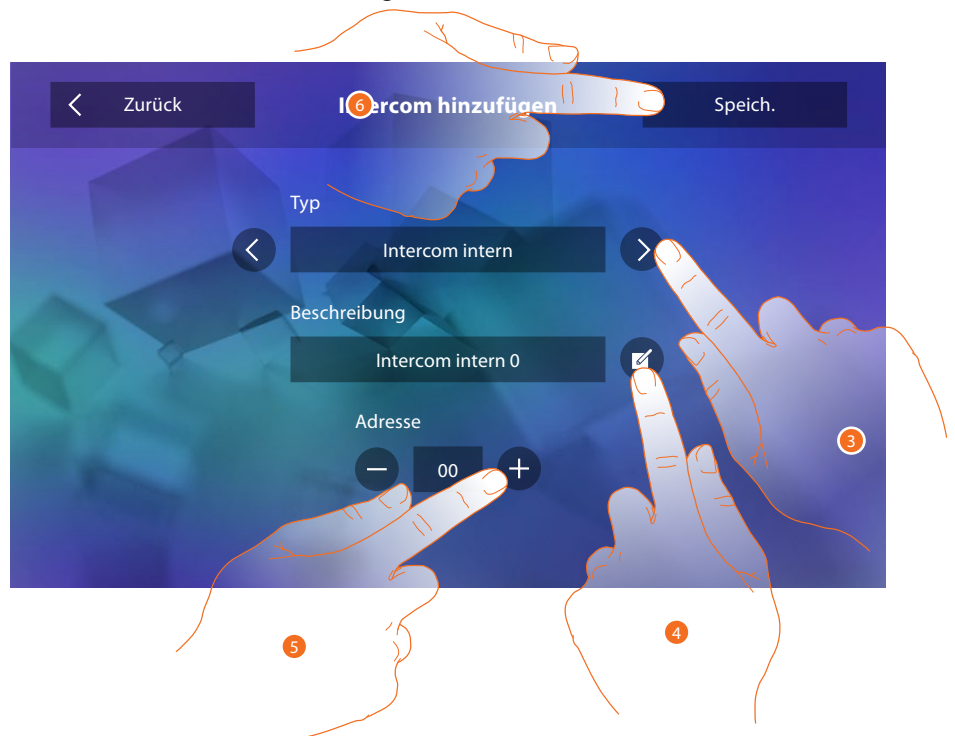 Zurück
Intercom hinzufügen
Speich.
6
Typ
Intercom intern
Beschreibung
Intercom intern 0
Adresse
00
3
4
5